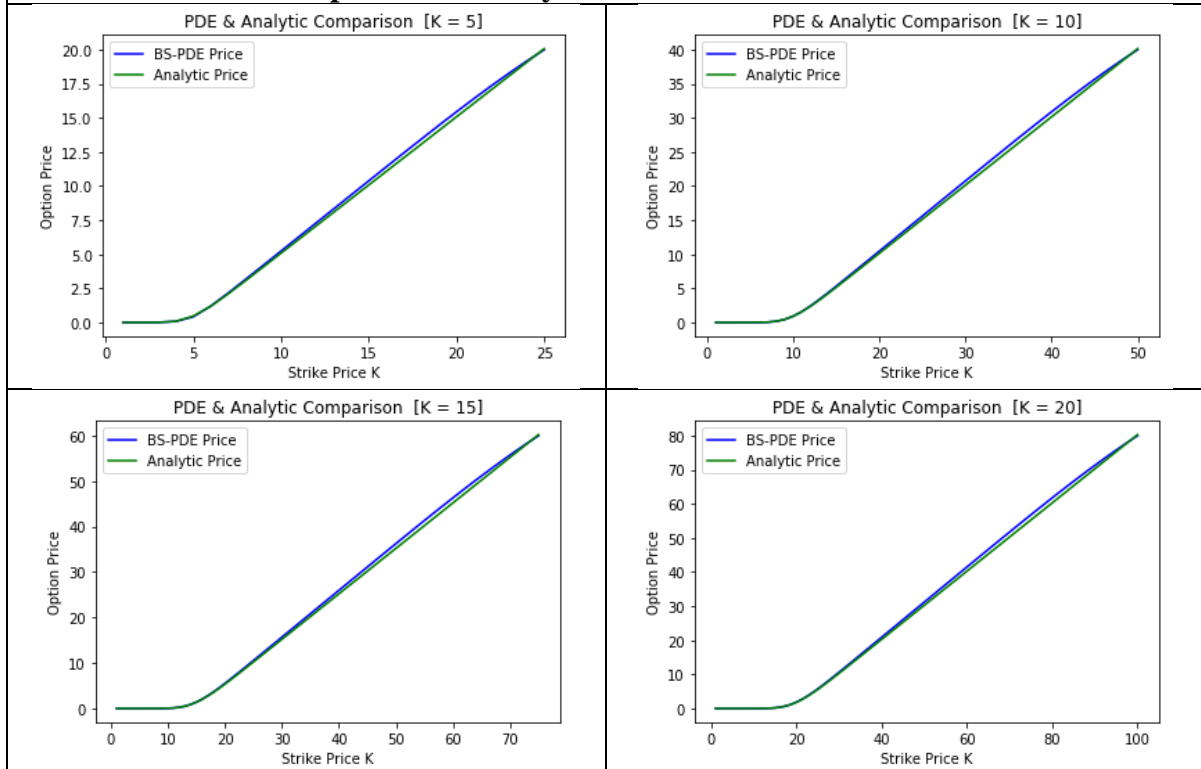 PDE & Analytic Comparison [K = 5]
BS-PDE Price
Analytic Price
20.0
17.5
15.0
12.5
10.0
7.5
5.0
2.5
0.0
Option Price
0 5 10 15 20 25
Strike Price K
PDE & Analytic Comparison [K = 10]
BS-PDE Price
Analytic Price
40
35
30
25
20
15
10
5
0
Option Price
0 10 20 30 40 50
Strike Price K
PDE & Analytic Comparison [K = 15]
BS-PDE Price
Analytic Price
60
50
40
30
20
10
0
Option Price
0 10 20 30 40 50 60 70
Strike Price K
PDE & Analytic Comparison [K = 20]
BS-PDE Price
Analytic Price
80
70
60
50
40
30
20
10
0
Option Price
0 20 40 60 80 100
Strike Price K